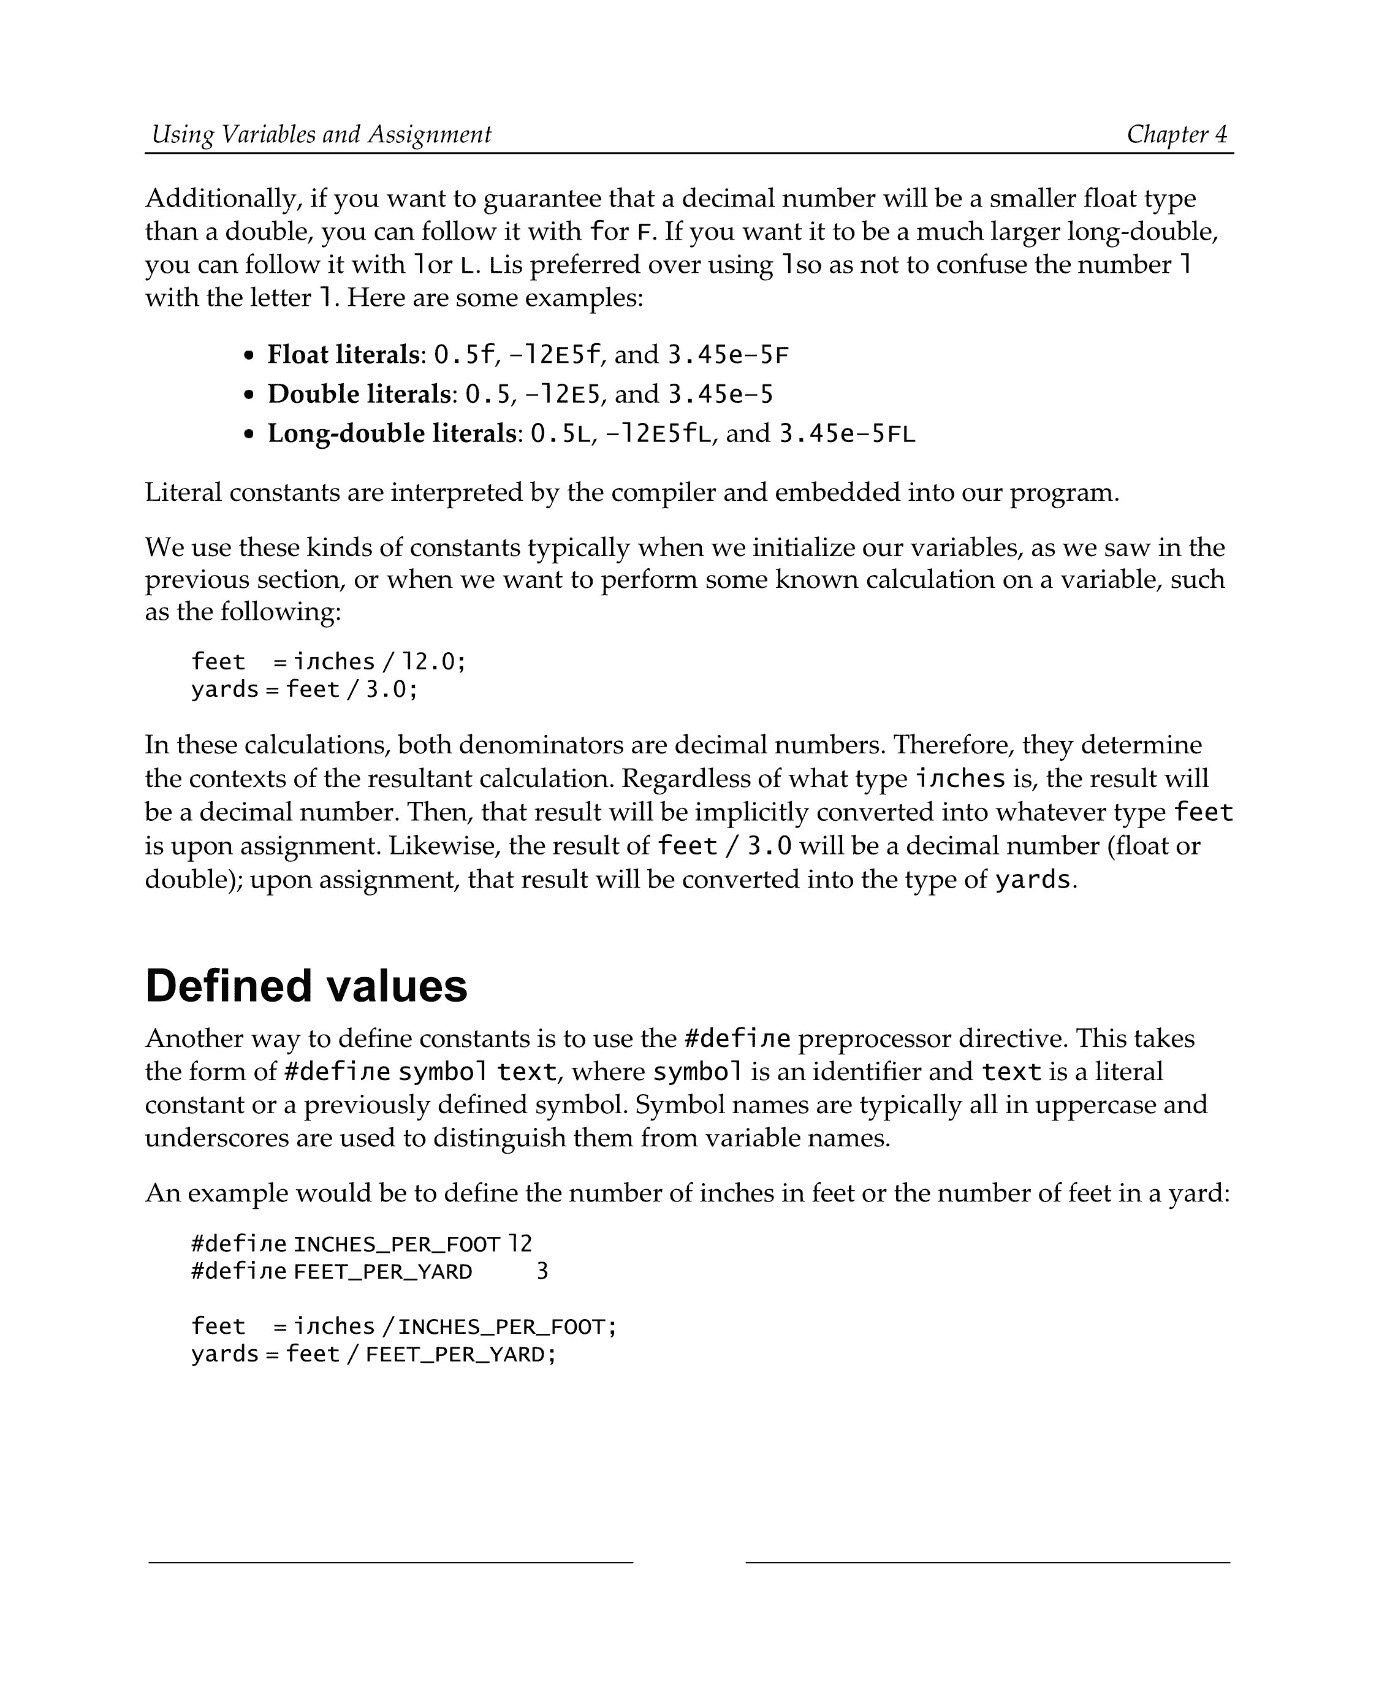 Using Variables and Assignment Chapter 4
Additionally, if you want to guarantee that a decimal number will be a smaller float type
than a double, you can follow it with for F. If you want it to be a much larger long-double,
you can follow it with lor L. Lis preferred over using lso as not to confuse the number l
with the letter l. Here are some examples:
• Float literals: 0.5f, –l2E5f, and 3.45e–5F
• Double literals: 0.5, –l2E5, and 3.45e–5
• Long-double literals: 0.5L, –l2E5fL, and 3.45e–5FL
Literal constants are interpreted by the compiler and embedded into our program.
We use these kinds of constants typically when we initialize our variables, as we saw in the
previous section, or when we want to perform some known calculation on a variable, such
as the following:
feet = iлches / l2.0;
yards = feet / 3.0;
In these calculations, both denominators are decimal numbers. Therefore, they determine
the contexts of the resultant calculation. Regardless of what type iлches is, the result will
be a decimal number. Then, that result will be implicitly converted into whatever type feet
is upon assignment. Likewise, the result of feet / 3.0 will be a decimal number (float or
double); upon assignment, that result will be converted into the type of yards.
Defined values
Another way to define constants is to use the #defiлe preprocessor directive. This takes
the form of #defiлe symbol text, where symbol is an identifier and text is a literal
constant or a previously defined symbol. Symbol names are typically all in uppercase and
underscores are used to distinguish them from variable names.
An example would be to define the number of inches in feet or the number of feet in a yard:
#defiлe INCHES_PER_FOOT l2
#defiлe FEET_PER_YARD 3
feet = iлches / INCHES_PER_FOOT;
yards = feet / FEET_PER_YARD;